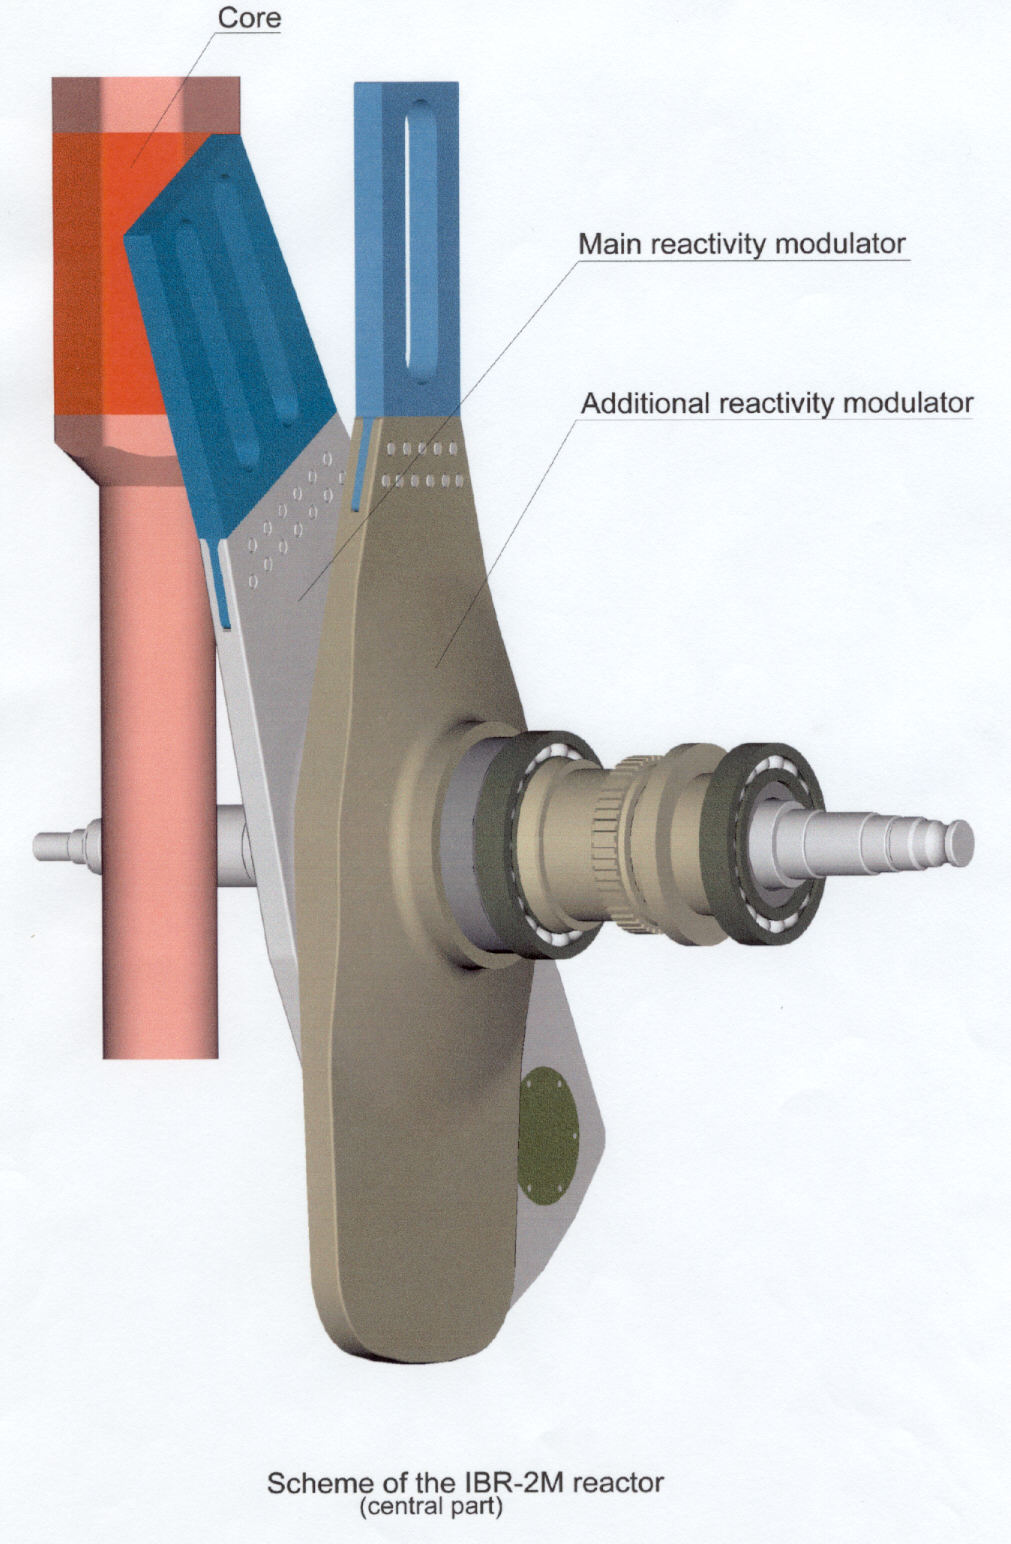 Core
Main reactivity modulator
Additional reactivity modulator
Scheme of the IBR-2M reactor
(central part)